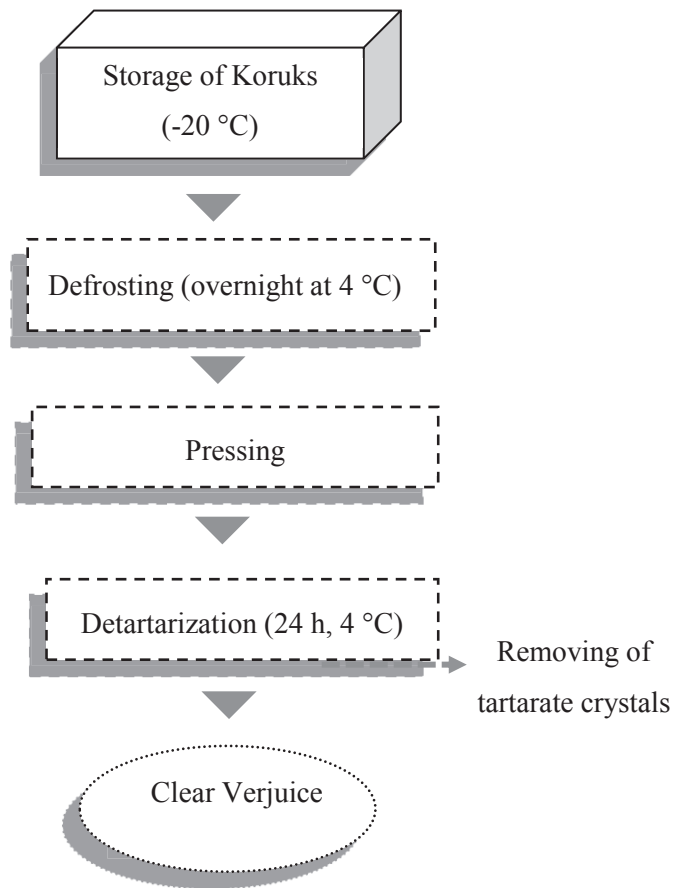 Storage of Koruks
(-20 °C)
Defrosting (overnight at 4 °C)
Pressing
Detartarization (24 h, 4 °C)
Removing of
tartarate crystals
Clear Verjuice